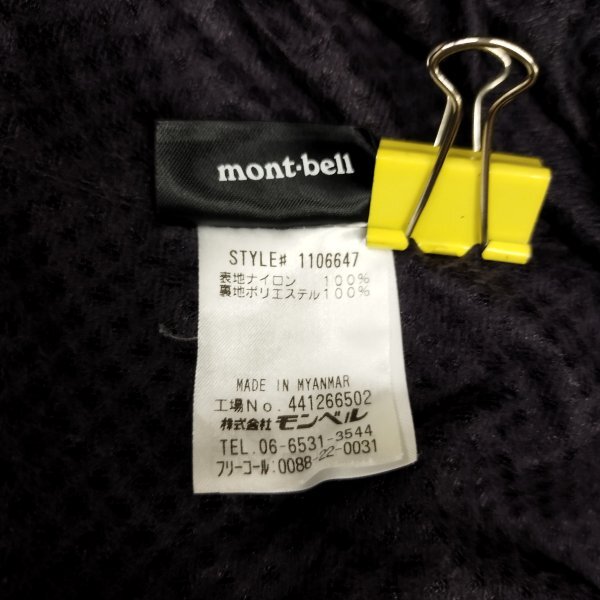 mont-bell
STYLE# 1106647
表地ナイロン 100%
裏地ポリエステル100%
MADE IN MYANMAR
工場No. 441266502
株式会社 モンベル
TEL.06-6531-3544
フリーコール:0088-22-0031